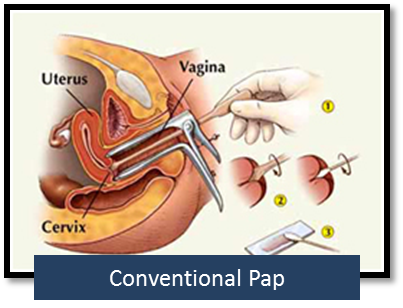 Vagina
Uterus
1
Cervix
2
3
Conventional Pap